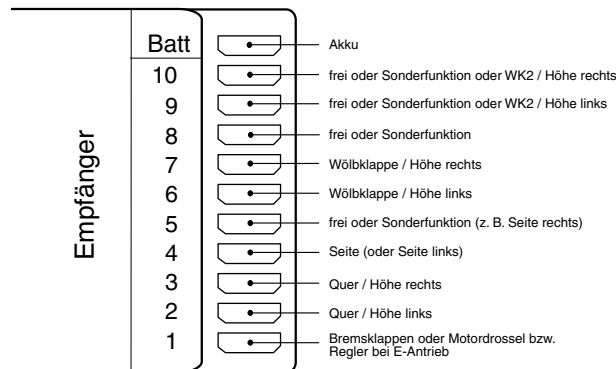 Empfänger
Batt Akku
10 frei oder Sonderfunktion oder WK2 / Höhe rechts
9 frei oder Sonderfunktion oder WK2 / Höhe links
8 frei oder Sonderfunktion
7 Wölbklappe / Höhe rechts
6 Wölbklappe / Höhe links
5 frei oder Sonderfunktion (z. B. Seite rechts)
4 Seite (oder Seite links)
3 Quer / Höhe rechts
2 Quer / Höhe links
1 Bremsklappen oder Motordrossel bzw.
Regler bei E-Antrieb